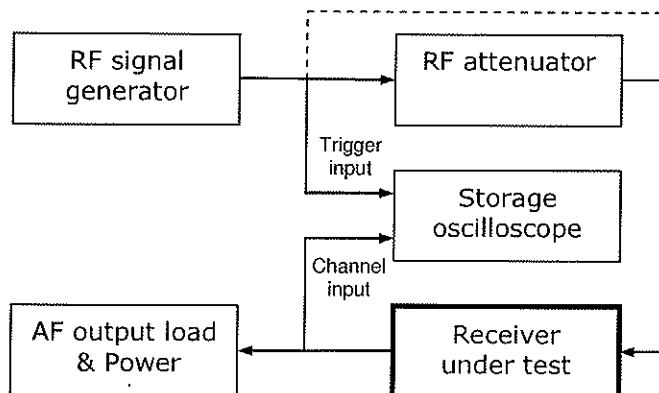 RF signal
generator
RF attenuator
Trigger
input
Storage
oscilloscope
Channel
input
AF output load
& Power
Receiver
under test